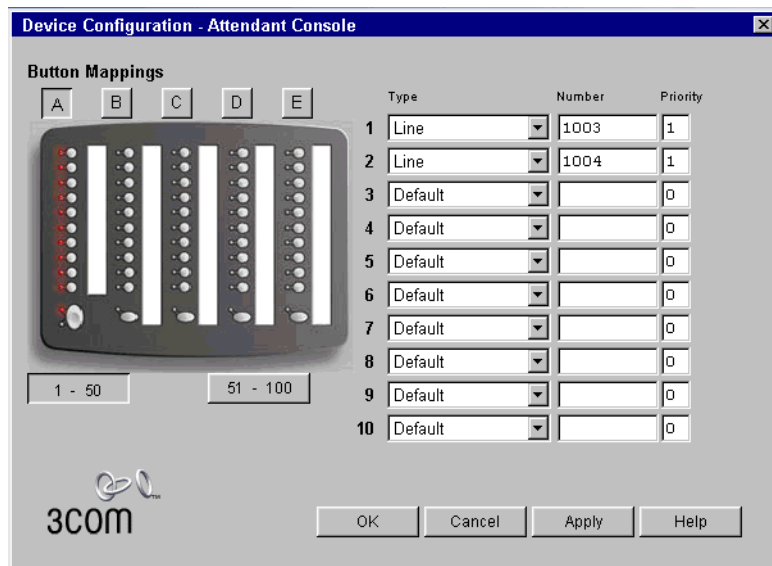 Device Configuration - Attendant Console
Button Mappings
A B C D E
Type Number Priority
1 Line 1003 1
2 Line 1004 1
3 Default 0
4 Default 0
5 Default 0
6 Default 0
7 Default 0
8 Default 0
9 Default 0
10 Default 0
1 - 50 51 - 100
3COM TM
OK Cancel Apply Help